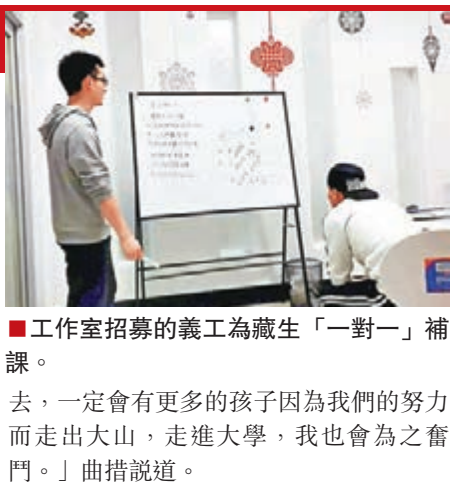 ■工作室招募的義工為藏生「一對一」補
課。
去，一定會有更多的孩子因為我們的努力
而走出大山，走進大學，我也會為之奮
鬥。」曲措説道。